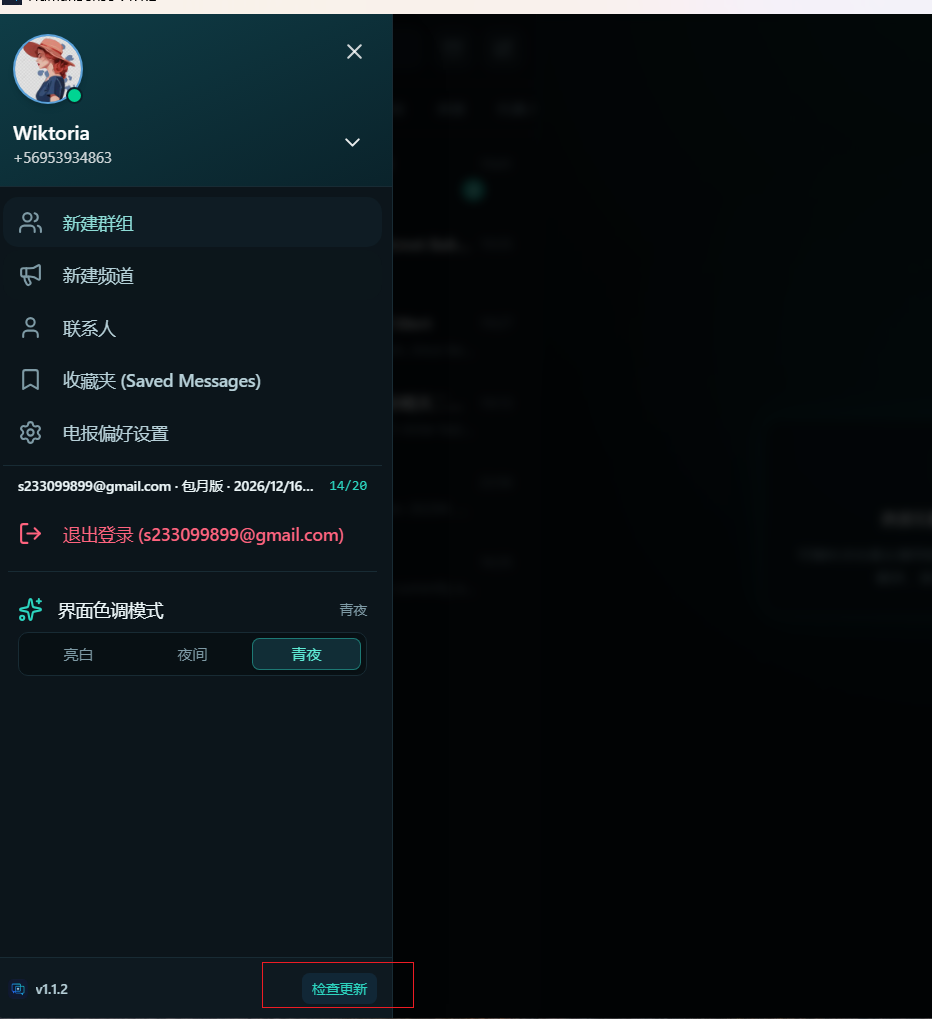 Wiktoria
+56953934863
新建群组
新建频道
联系人
收藏夹 (Saved Messages)
电报偏好设置
s233099899@gmail.com · 包月版 · 2026/12/16... 14/20
退出登录 (s233099899@gmail.com)
界面色调模式 青夜
亮白 夜间 青夜
v1.1.2 检查更新